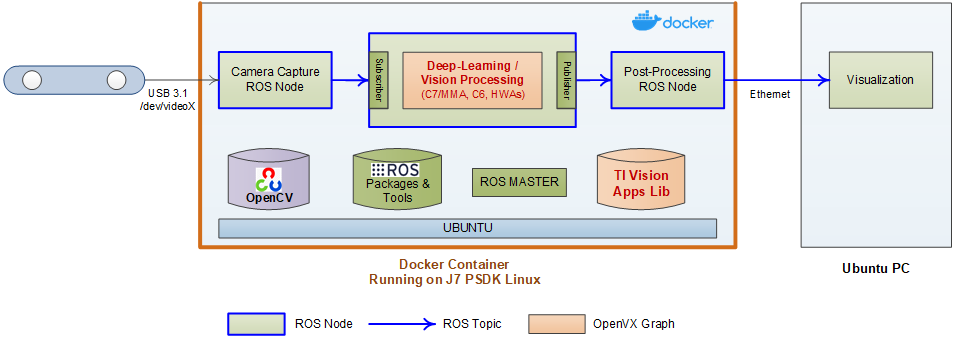 docker
USB 3.1
/dev/videoX
Camera Capture
ROS Node
Subscriber
Deep-Learning /
Vision Processing
(C7/MMA, C6, HWAs)
Publisher
Post-Processing
ROS Node
Ethernet
Visualization
OpenCV
ROS
Packages &
Tools
ROS MASTER
TI Vision
Apps Lib
UBUNTU
Docker Container
Running on J7 PSDK Linux
Ubuntu PC
ROS Node
ROS Topic
OpenVX Graph